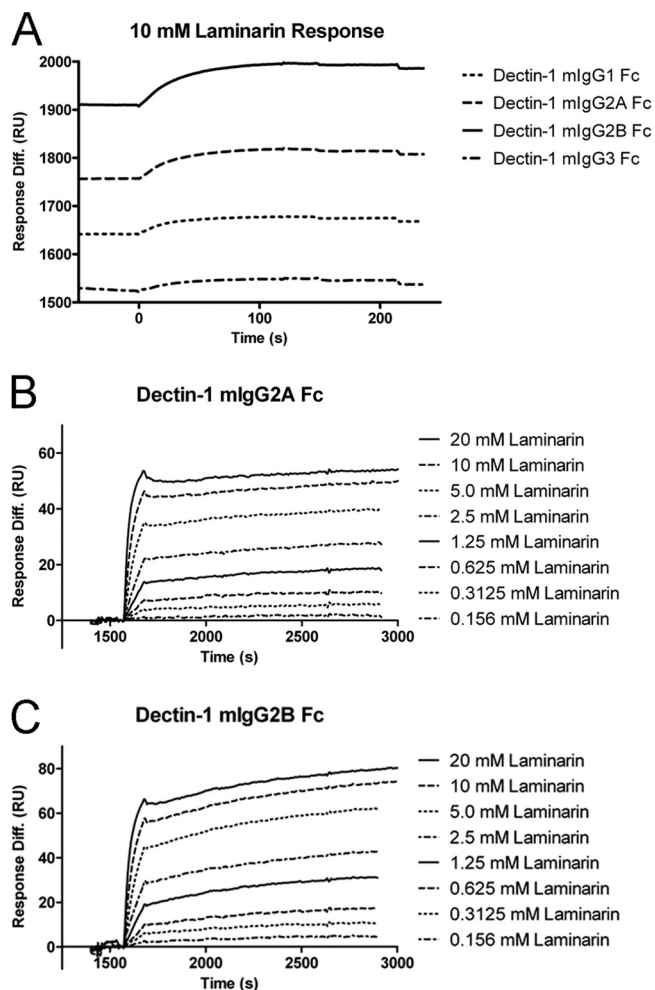 A
10 mM Laminarin Response
Response Diff. (RU)
2000
1900
1800
1700
1600
1500
0
100
200
Time (s)
Dectin-1 mIgG1 Fc
Dectin-1 mIgG2A Fc
Dectin-1 mIgG2B Fc
Dectin-1 mIgG3 Fc
B
Dectin-1 mIgG2A Fc
Response Diff. (RU)
60
40
20
0
1500
2000
2500
3000
Time (s)
20 mM Laminarin
10 mM Laminarin
5.0 mM Laminarin
2.5 mM Laminarin
1.25 mM Laminarin
0.625 mM Laminarin
0.3125 mM Laminarin
0.156 mM Laminarin
C
Dectin-1 mIgG2B Fc
Response Diff. (RU)
80
60
40
20
0
1500
2000
2500
3000
Time (s)
20 mM Laminarin
10 mM Laminarin
5.0 mM Laminarin
2.5 mM Laminarin
1.25 mM Laminarin
0.625 mM Laminarin
0.3125 mM Laminarin
0.156 mM Laminarin